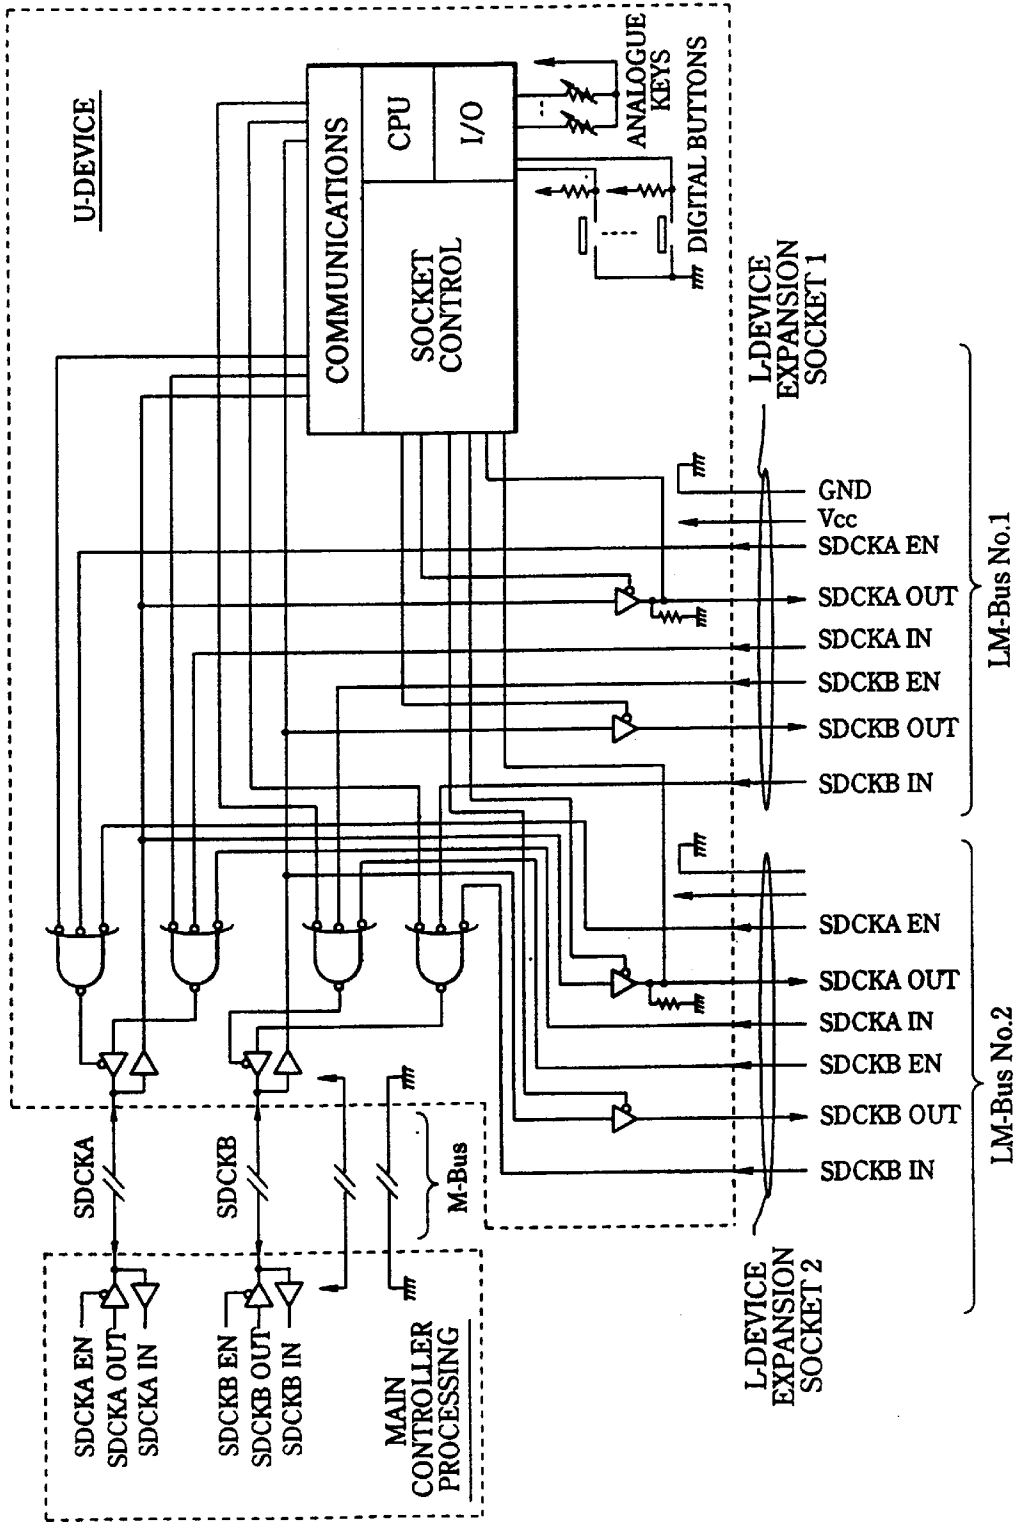 U-DEVICE
COMMUNICATIONS
CPU
I/O
SOCKET
CONTROL
ANALOGUE
KEYS
DIGITAL BUTTONS
L-DEVICE
EXPANSION
SOCKET 1
GND
Vcc
SDCKA EN
SDCKA OUT
SDCKA IN
SDCKB EN
SDCKB OUT
SDCKB IN
LM-Bus No.1
SDCKA EN
SDCKA OUT
SDCKA IN
SDCKB EN
SDCKB OUT
SDCKB IN
LM-Bus No.2
L-DEVICE
EXPANSION
SOCKET 2
SDCKA
SDCKB
M-Bus
SDCKA EN
SDCKA OUT
SDCKA IN
SDCKB EN
SDCKB OUT
SDCKB IN
MAIN
CONTROLLER
PROCESSING